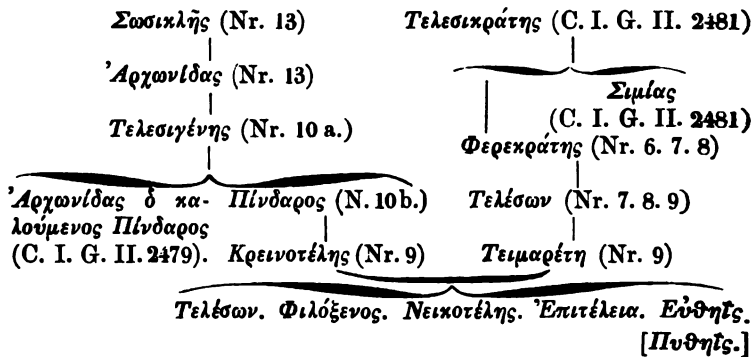 Σωσικλῆς (Nr. 13) Τελεσικράτης (C. I. G. II. 2481)
Ἀρχωνίδας (Nr. 13)
Σιμίας
Τελεσιγένης (Nr. 10 a.) (C. I. G. II. 2481)
Φερεκράτης (Nr. 6. 7. 8)
Ἀρχωνίδας ὁ κα- Πίνδαρος (N. 10 b.) Τελέσων (Nr. 7. 8. 9)
λούμενος Πίνδαρος
(C. I. G. II. 2479). Κρεινοτέλης (Nr. 9) Τειμαρέτη (Nr. 9)
Τελέσων. Φιλόξενος. Νεικοτέλης. Ἐπιτέλεια. Εὐθηΐς.
[Πυθηΐς.]